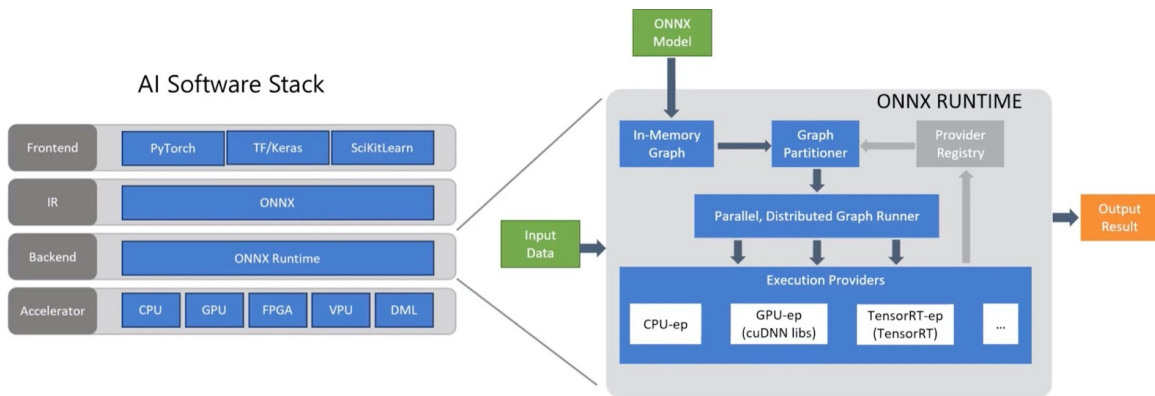 AI Software Stack
Frontend
PyTorch
TF/Keras
SciKitLearn
IR
ONNX
Backend
ONNX Runtime
Accelerator
CPU
GPU
FPGA
VPU
DML
ONNX
Model
ONNX RUNTIME
In-Memory
Graph
Graph
Partitioner
Provider
Registry
Parallel, Distributed Graph Runner
Input
Data
Output
Result
Execution Providers
CPU-ep
GPU-ep
(cuDNN libs)
TensorRT-ep
(TensorRT)
...